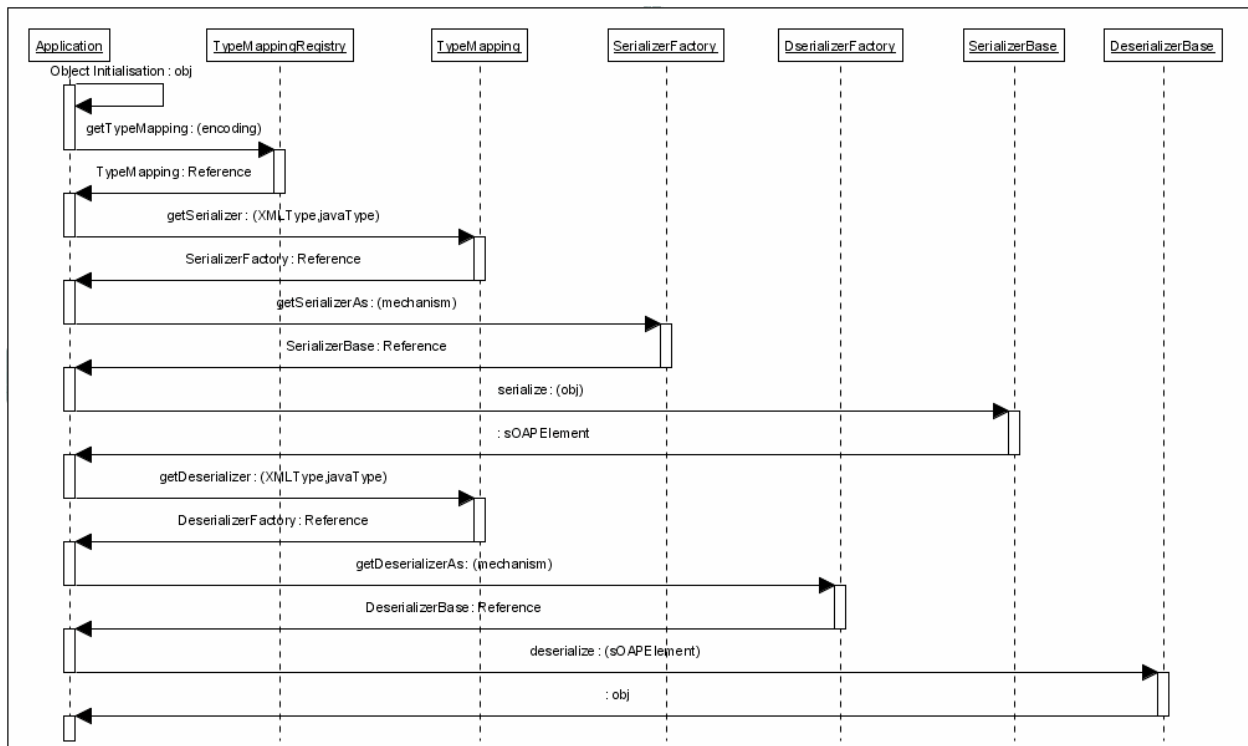 Application
TypeMappingRegistry
TypeMapping
SerializerFactory
DserializerFactory
SerializerBase
DeserializerBase
Object Initialisation : obj
getTypeMapping: (encoding)
TypeMapping: Reference
getSerializer: (XMLType,javaType)
SerializerFactory: Reference
getSerializerAs: (mechanism)
SerializerBase: Reference
serialize: (obj)
: sOAPElement
getDeserializer: (XMLType,javaType)
DeserializerFactory: Reference
getDeserializerAs: (mechanism)
DeserializerBase: Reference
deserialize: (sOAPElement)
: obj